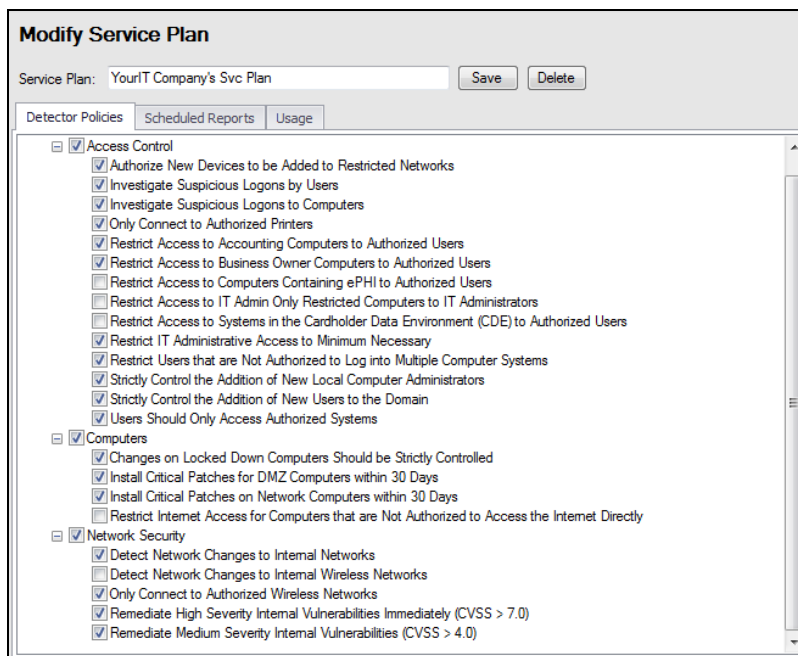 Modify Service Plan
Service Plan: YourIT Company's Svc Plan Save Delete
Detector Policies Scheduled Reports Usage
Access Control
Authorize New Devices to be Added to Restricted Networks
Investigate Suspicious Logons by Users
Investigate Suspicious Logons to Computers
Only Connect to Authorized Printers
Restrict Access to Accounting Computers to Authorized Users
Restrict Access to Business Owner Computers to Authorized Users
Restrict Access to Computers Containing ePHI to Authorized Users
Restrict Access to IT Admin Only Restricted Computers to IT Administrators
Restrict Access to Systems in the Cardholder Data Environment (CDE) to Authorized Users
Restrict IT Administrative Access to Minimum Necessary
Restrict Users that are Not Authorized to Log into Multiple Computer Systems
Strictly Control the Addition of New Local Computer Administrators
Strictly Control the Addition of New Users to the Domain
Users Should Only Access Authorized Systems
Computers
Changes on Locked Down Computers Should be Strictly Controlled
Install Critical Patches for DMZ Computers within 30 Days
Install Critical Patches on Network Computers within 30 Days
Restrict Internet Access for Computers that are Not Authorized to Access the Internet Directly
Network Security
Detect Network Changes to Internal Networks
Detect Network Changes to Internal Wireless Networks
Only Connect to Authorized Wireless Networks
Remediate High Severity Internal Vulnerabilities Immediately (CVSS > 7.0)
Remediate Medium Severity Internal Vulnerabilities (CVSS > 4.0)